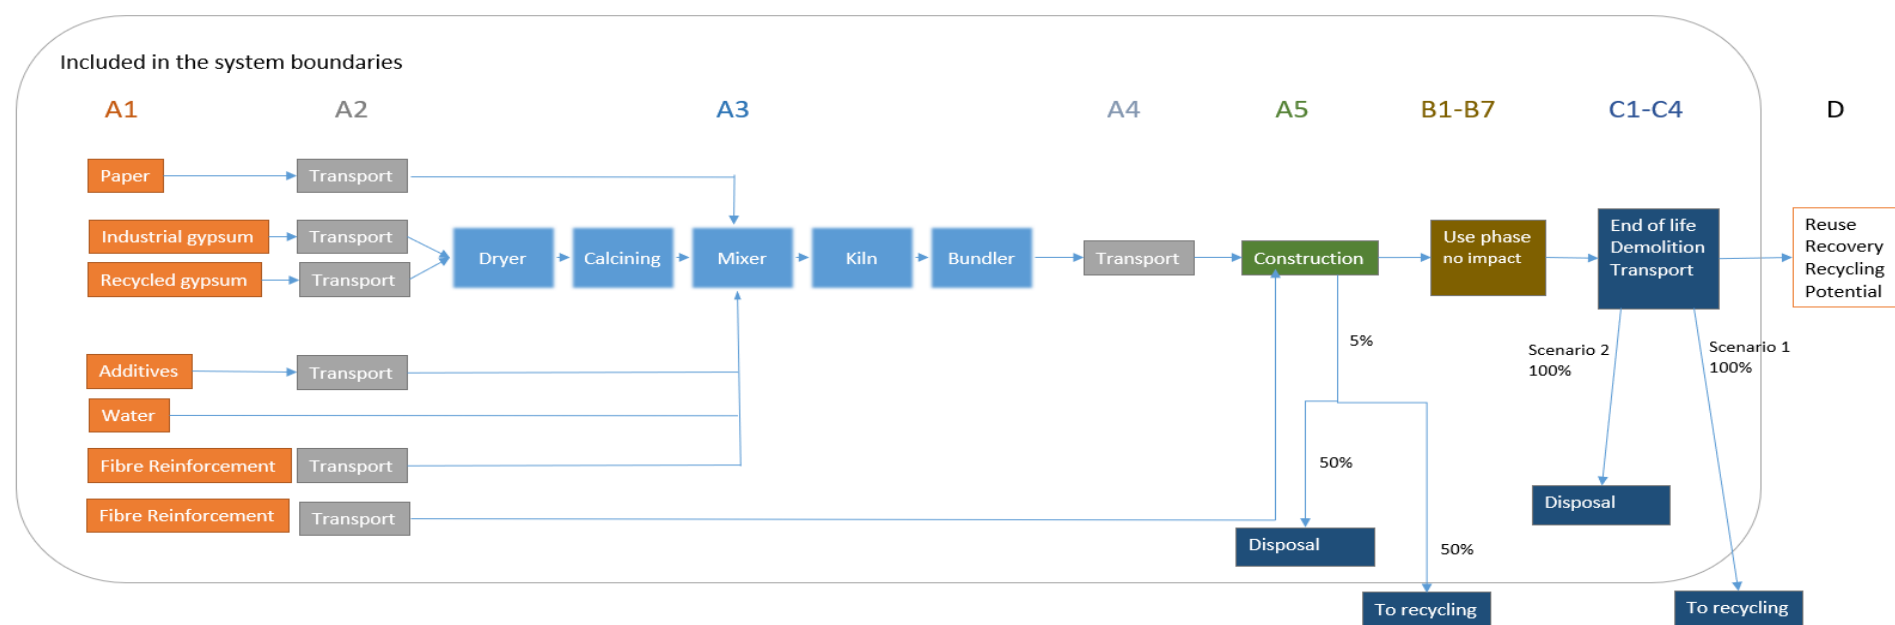 Included in the system boundaries
A1 A2 A3 A4 A5 B1-B7 C1-C4 D
Paper
Transport
Industrial gypsum
Transport
Recycled gypsum
Transport
Dryer
Calcining
Mixer
Kiln
Bundler
Transport
Construction
Use phase
no impact
End of life
Demolition
Transport
Reuse
Recovery
Recycling
Potential
Additives
Transport
Water
Fibre Reinforcement
Transport
Fibre Reinforcement
Transport
5%
50%
Disposal
50%
To recycling
Scenario 2
100%
Disposal
Scenario 1
100%
To recycling